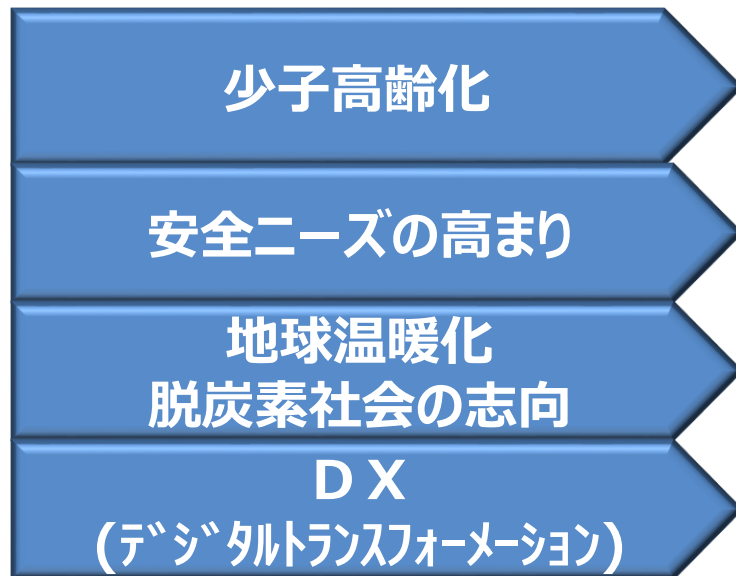 少子高齢化
安全ニーズの高まり
地球温暖化
脱炭素社会の志向
ＤＸ
(ﾃﾞｼﾞﾀﾙﾄﾗﾝｽﾌｫｰﾒｰｼｮﾝ)